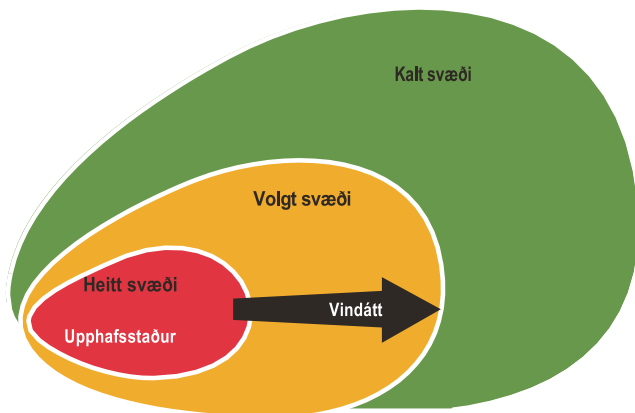 Kalt svæði
Volgt svæði
Heitt svæði
Vindátt
Upphafsstaður